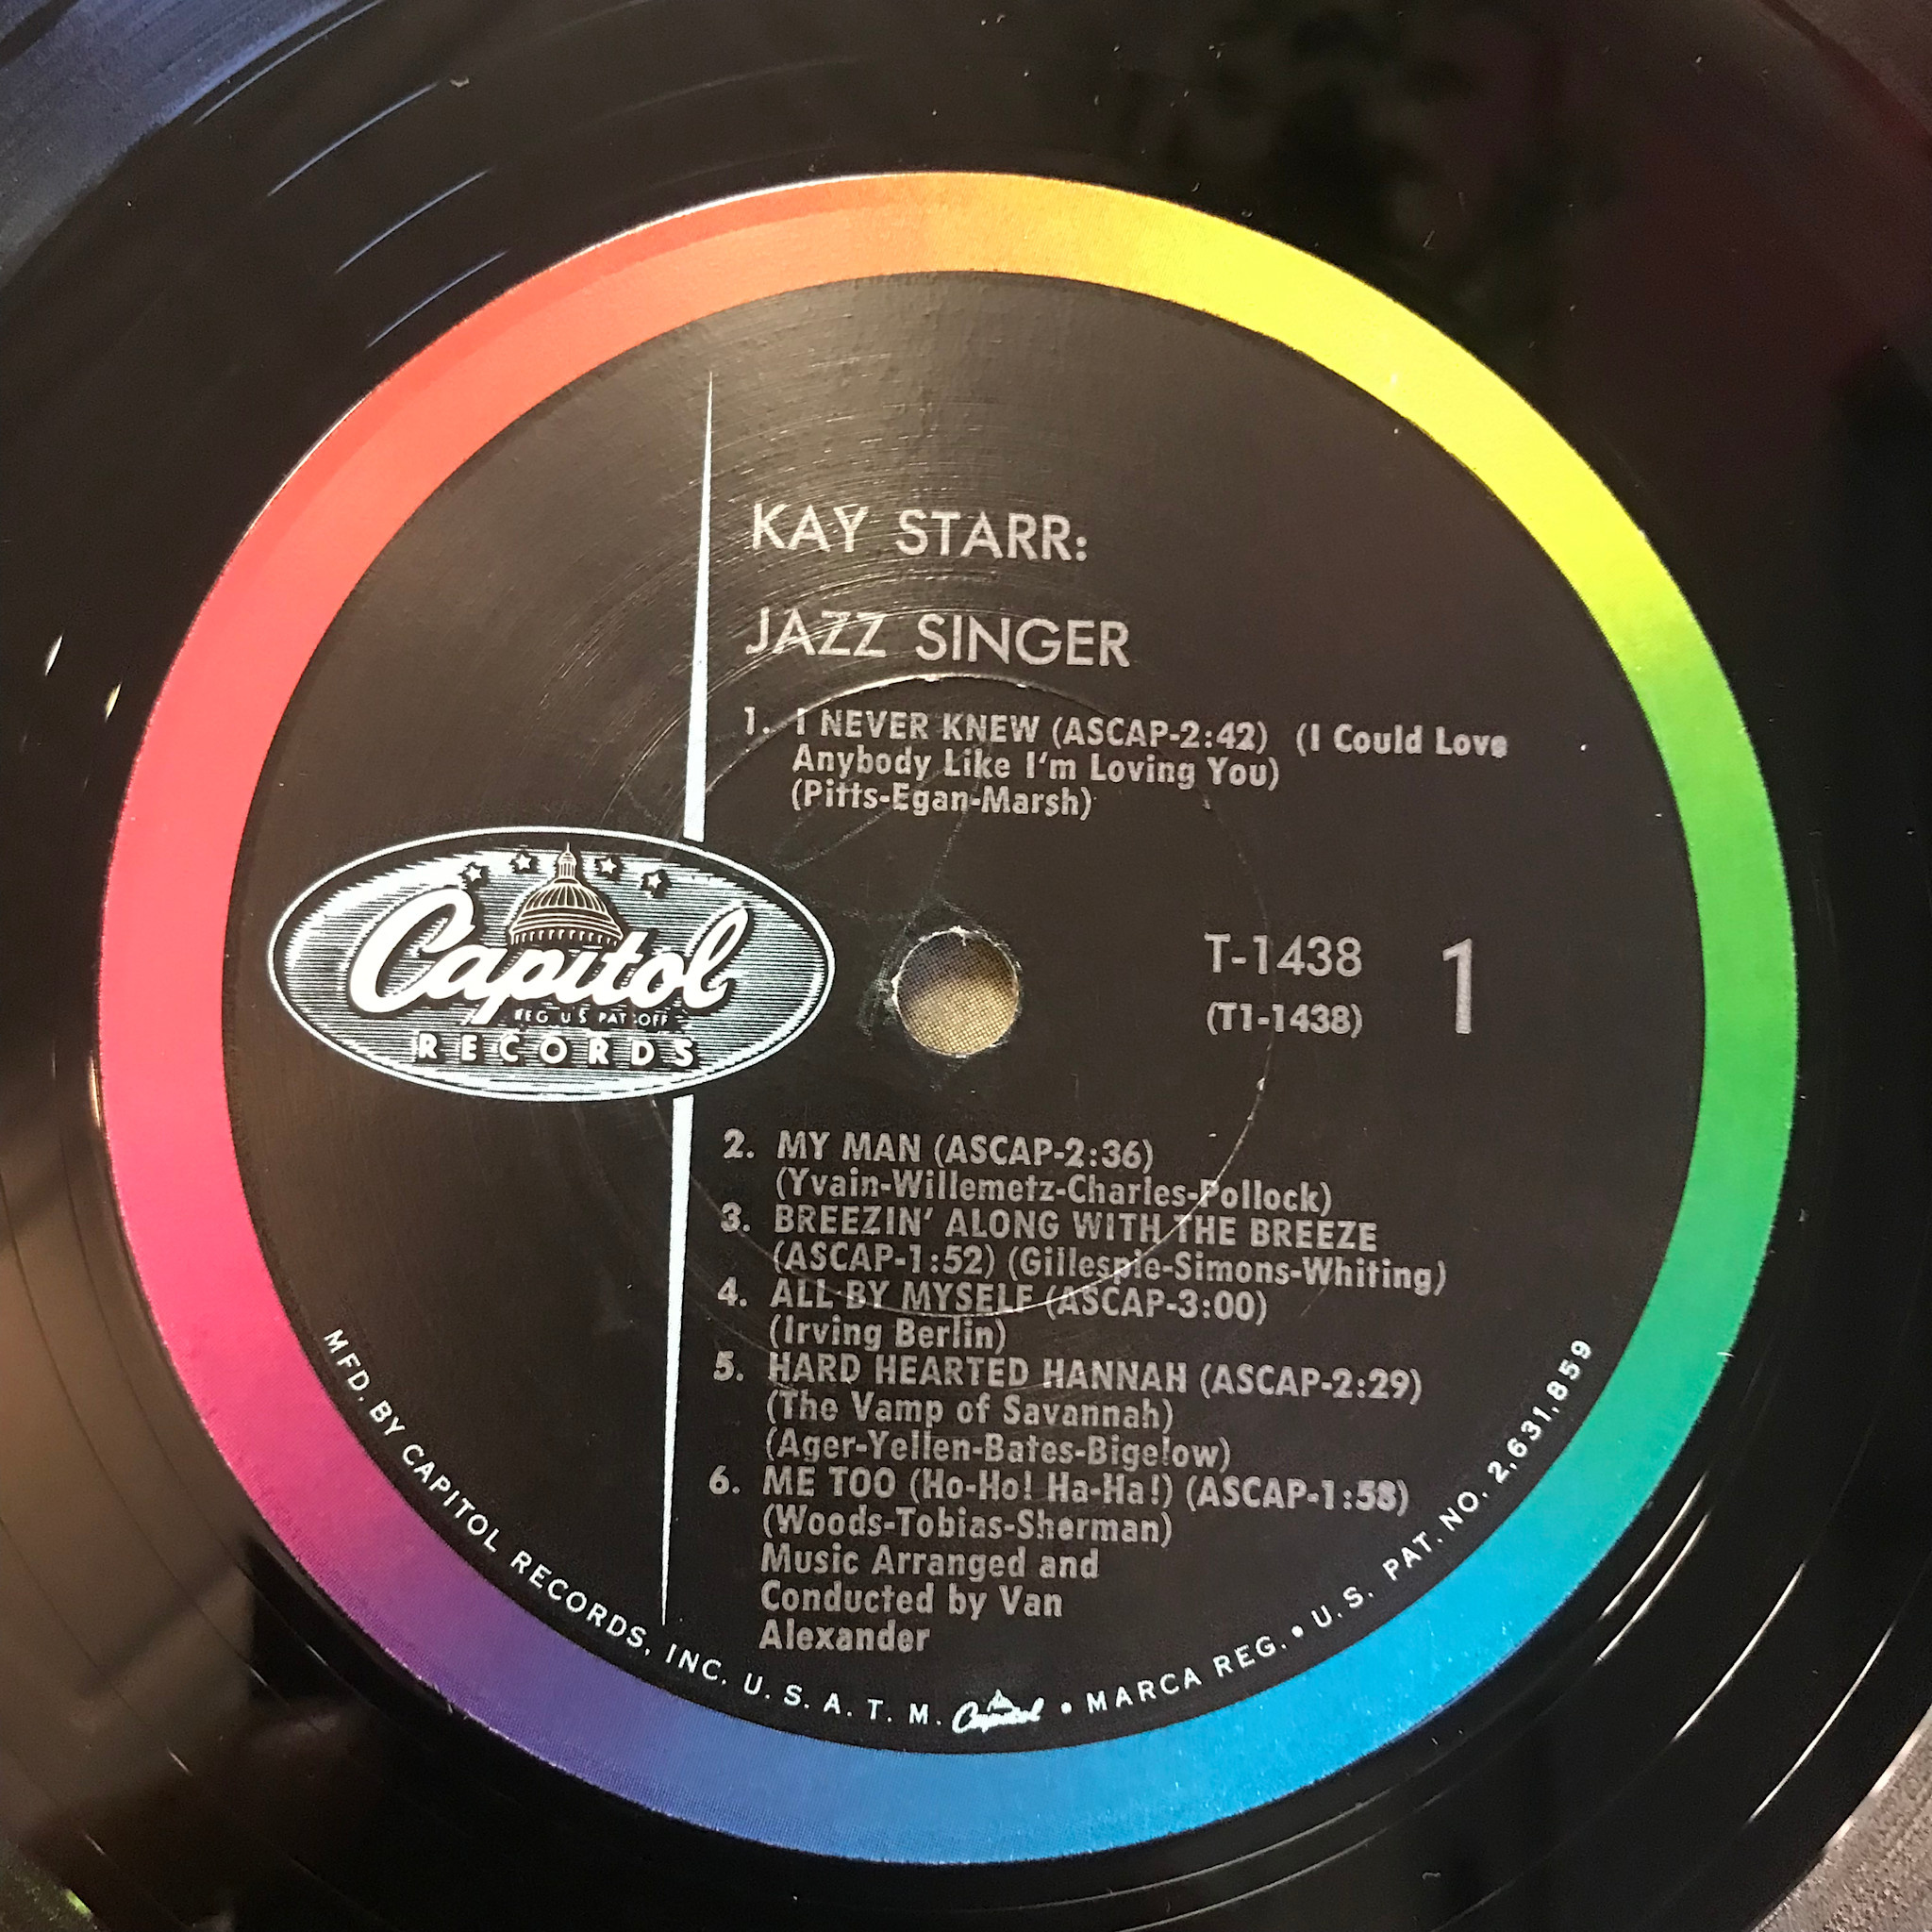 KAY STARR:
JAZZ SINGER
1. I NEVER KNEW (ASCAP-2:42) (I Could Love
Anybody Like I'm Loving You)
(Pitts-Egan-Marsh)
Capitol
REG U S PAT OFF
RECORDS
T-1438
(T1-1438)
1
2. MY MAN (ASCAP-2:36)
(Yvain-Willemetz-Charles-Pollock)
3. BREEZIN' ALONG WITH THE BREEZE
(ASCAP-1:52) (Gillespie-Simons-Whiting)
4. ALL BY MYSELF (ASCAP-3:00)
(Irving Berlin)
5. HARD HEARTED HANNAH (ASCAP-2:29)
(The Vamp of Savannah)
(Ager-Yellen-Bates-Bigelow)
6. ME TOO (Ho-Ho! Ha-Ha!) (ASCAP-1:58)
(Woods-Tobias-Sherman)
Music Arranged and
Conducted by Van
Alexander
MFD. BY CAPITOL RECORDS, INC. U. S. A. T. M. Capitol • MARCA REG. • U. S. PAT. NO. 2,631,859